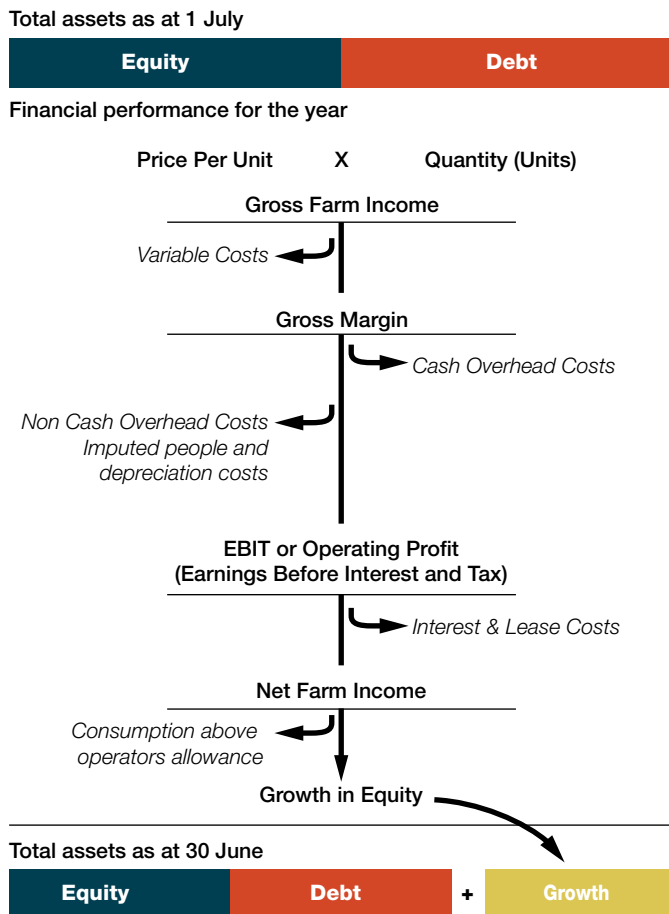 Total assets as at 1 July
Equity Debt
Financial performance for the year
Price Per Unit X Quantity (Units)
Gross Farm Income
Variable Costs
Gross Margin
Cash Overhead Costs
Non Cash Overhead Costs
Imputed people and
depreciation costs
EBIT or Operating Profit
(Earnings Before Interest and Tax)
Interest & Lease Costs
Net Farm Income
Consumption above
operators allowance
Growth in Equity
Total assets as at 30 June
Equity Debt + Growth